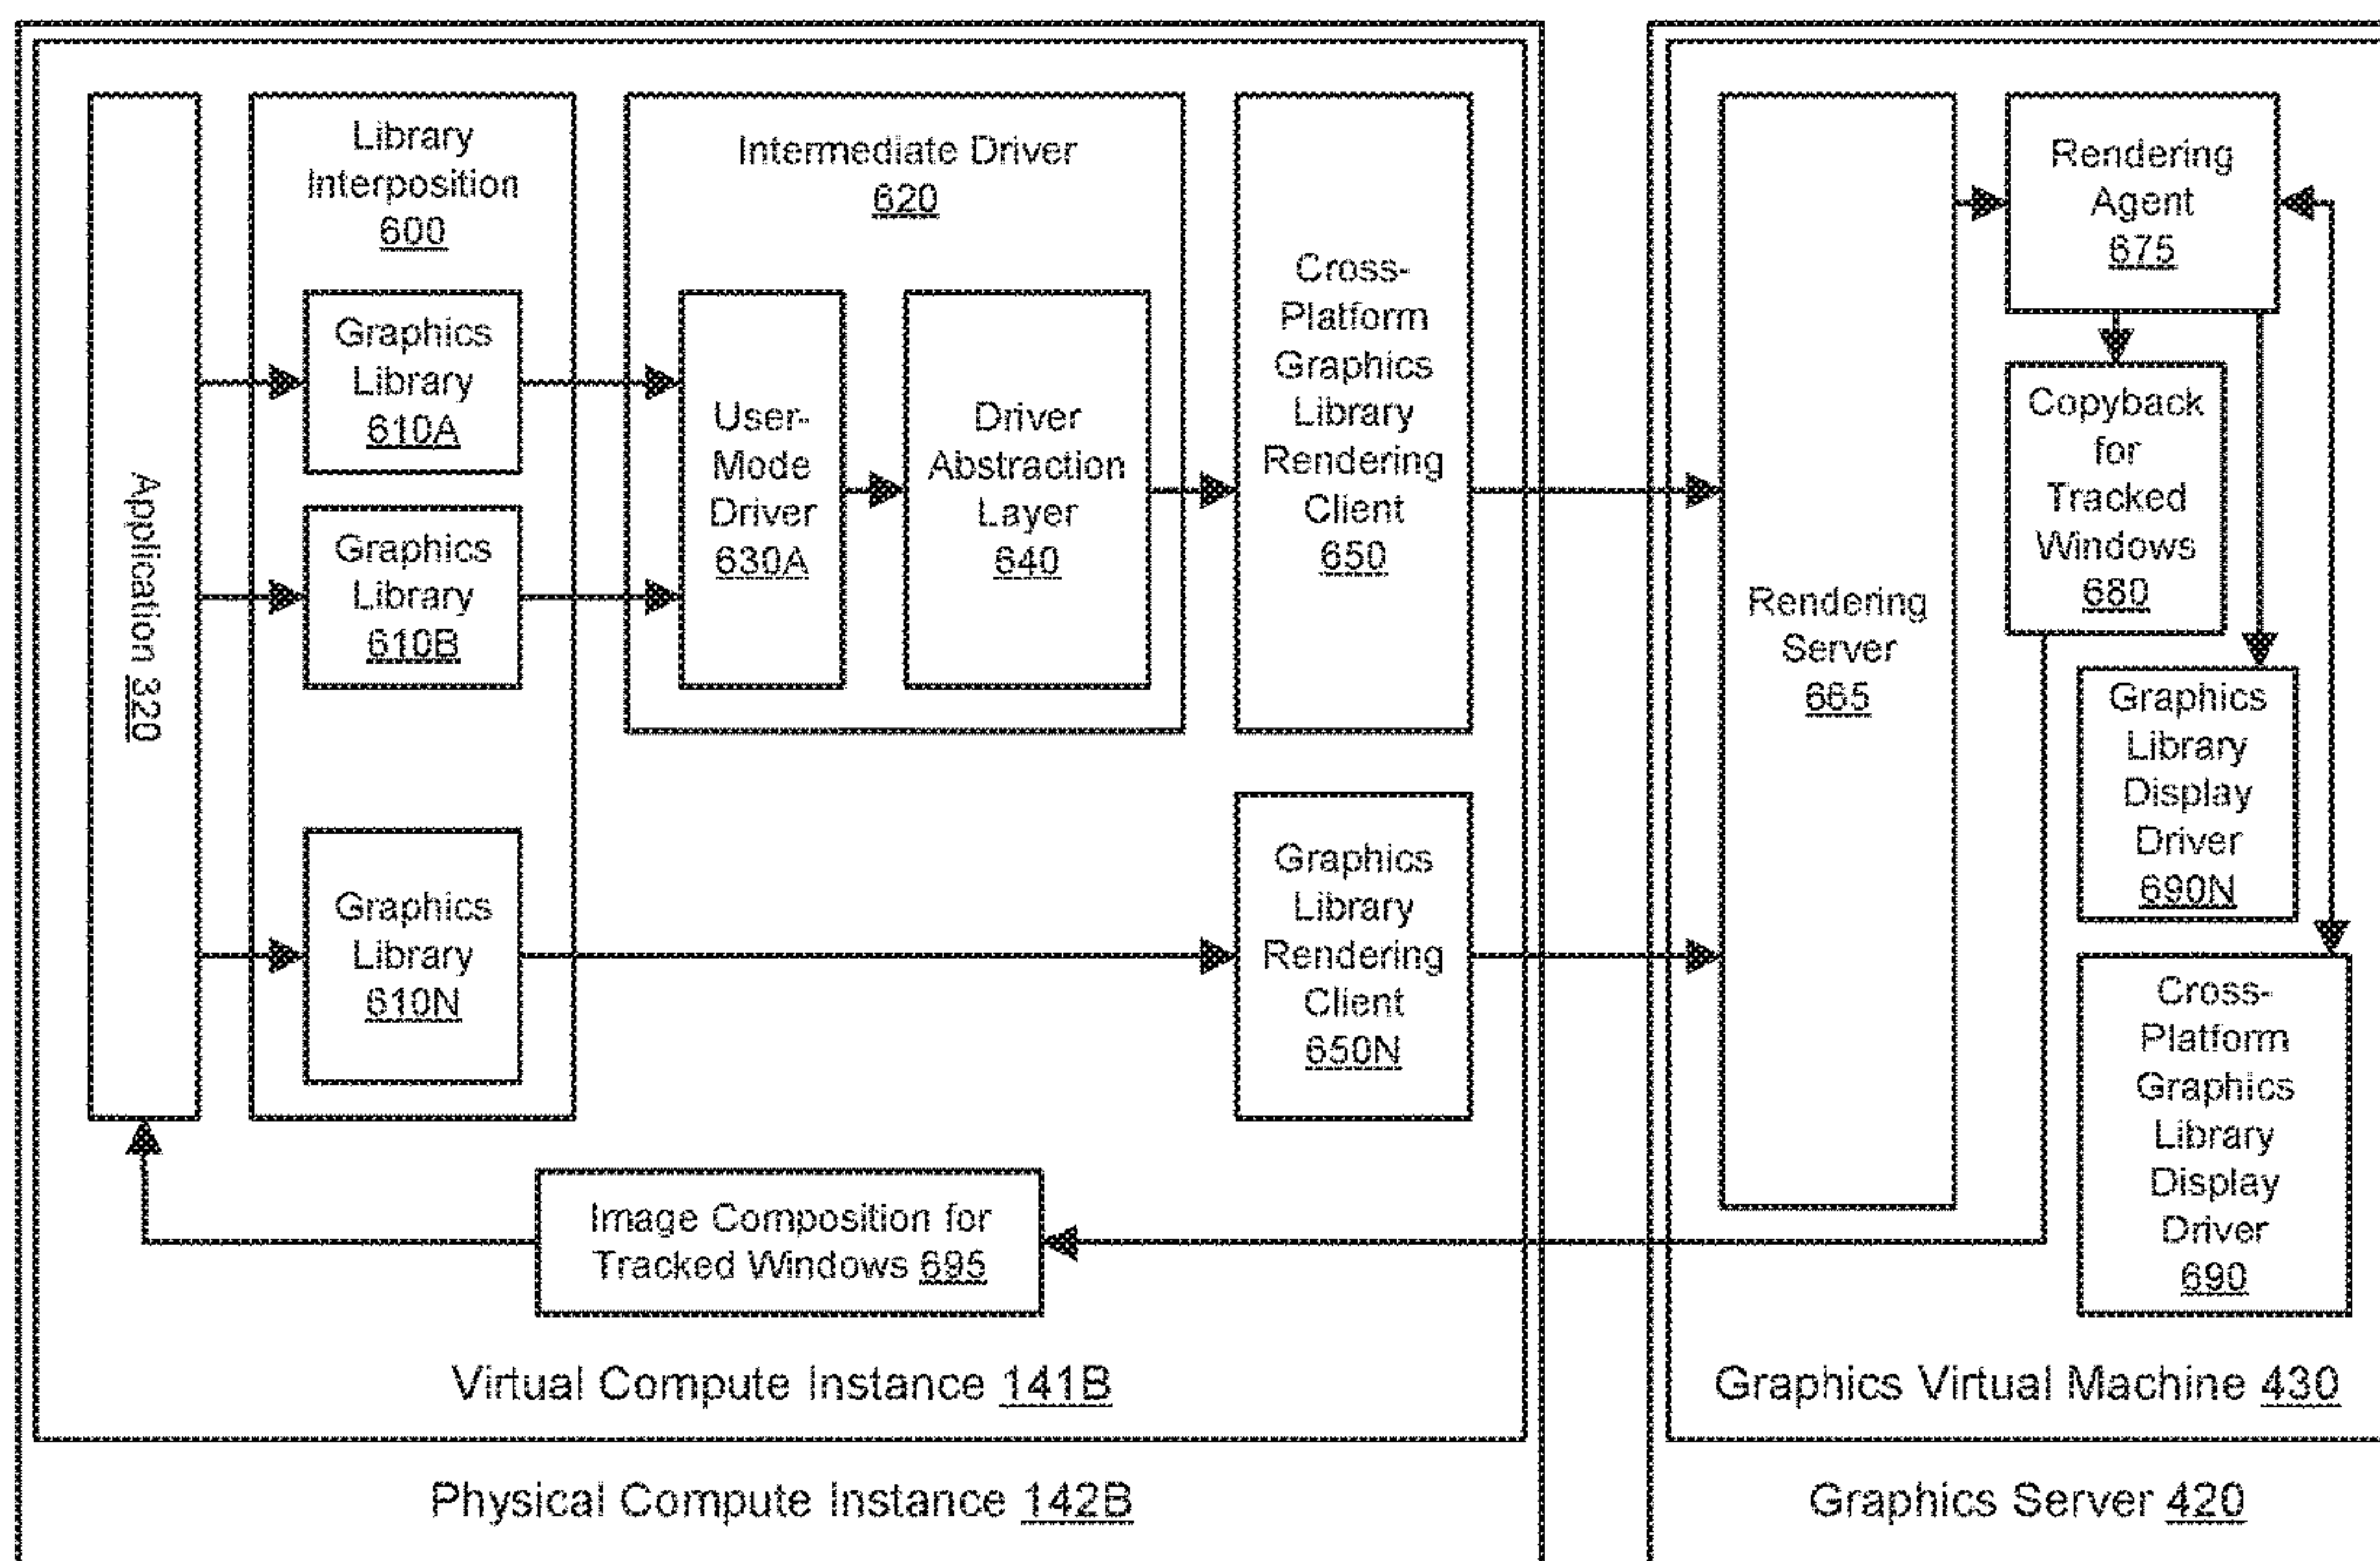 Application 320
Library
Interposition
600
Graphics
Library
610A
Graphics
Library
610B
Graphics
Library
610N
Intermediate Driver
620
User-
Mode
Driver
630A
Driver
Abstraction
Layer
640
Cross-
Platform
Graphics
Library
Rendering
Client
650
Graphics
Library
Rendering
Client
650N
Image Composition for
Tracked Windows 695
Virtual Compute Instance 141B
Physical Compute Instance 142B
Rendering
Server
665
Rendering
Agent
675
Copyback
for
Tracked
Windows
680
Graphics
Library
Display
Driver
690N
Cross-
Platform
Graphics
Library
Display
Driver
690
Graphics Virtual Machine 430
Graphics Server 420